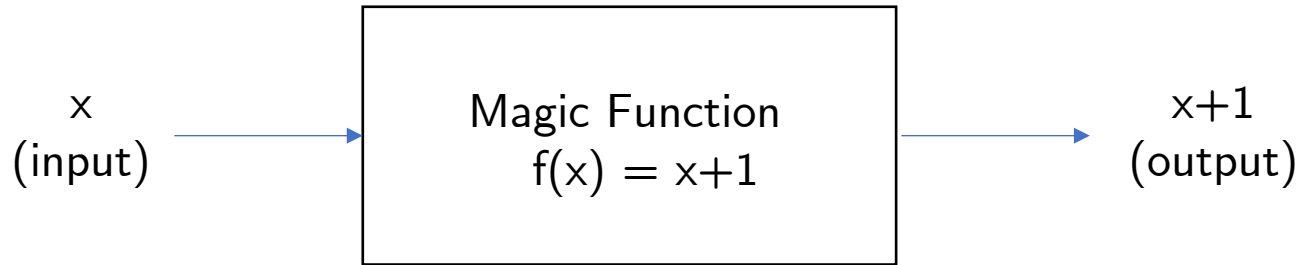 x
(input)
Magic Function
f(x) = x+1
x+1
(output)